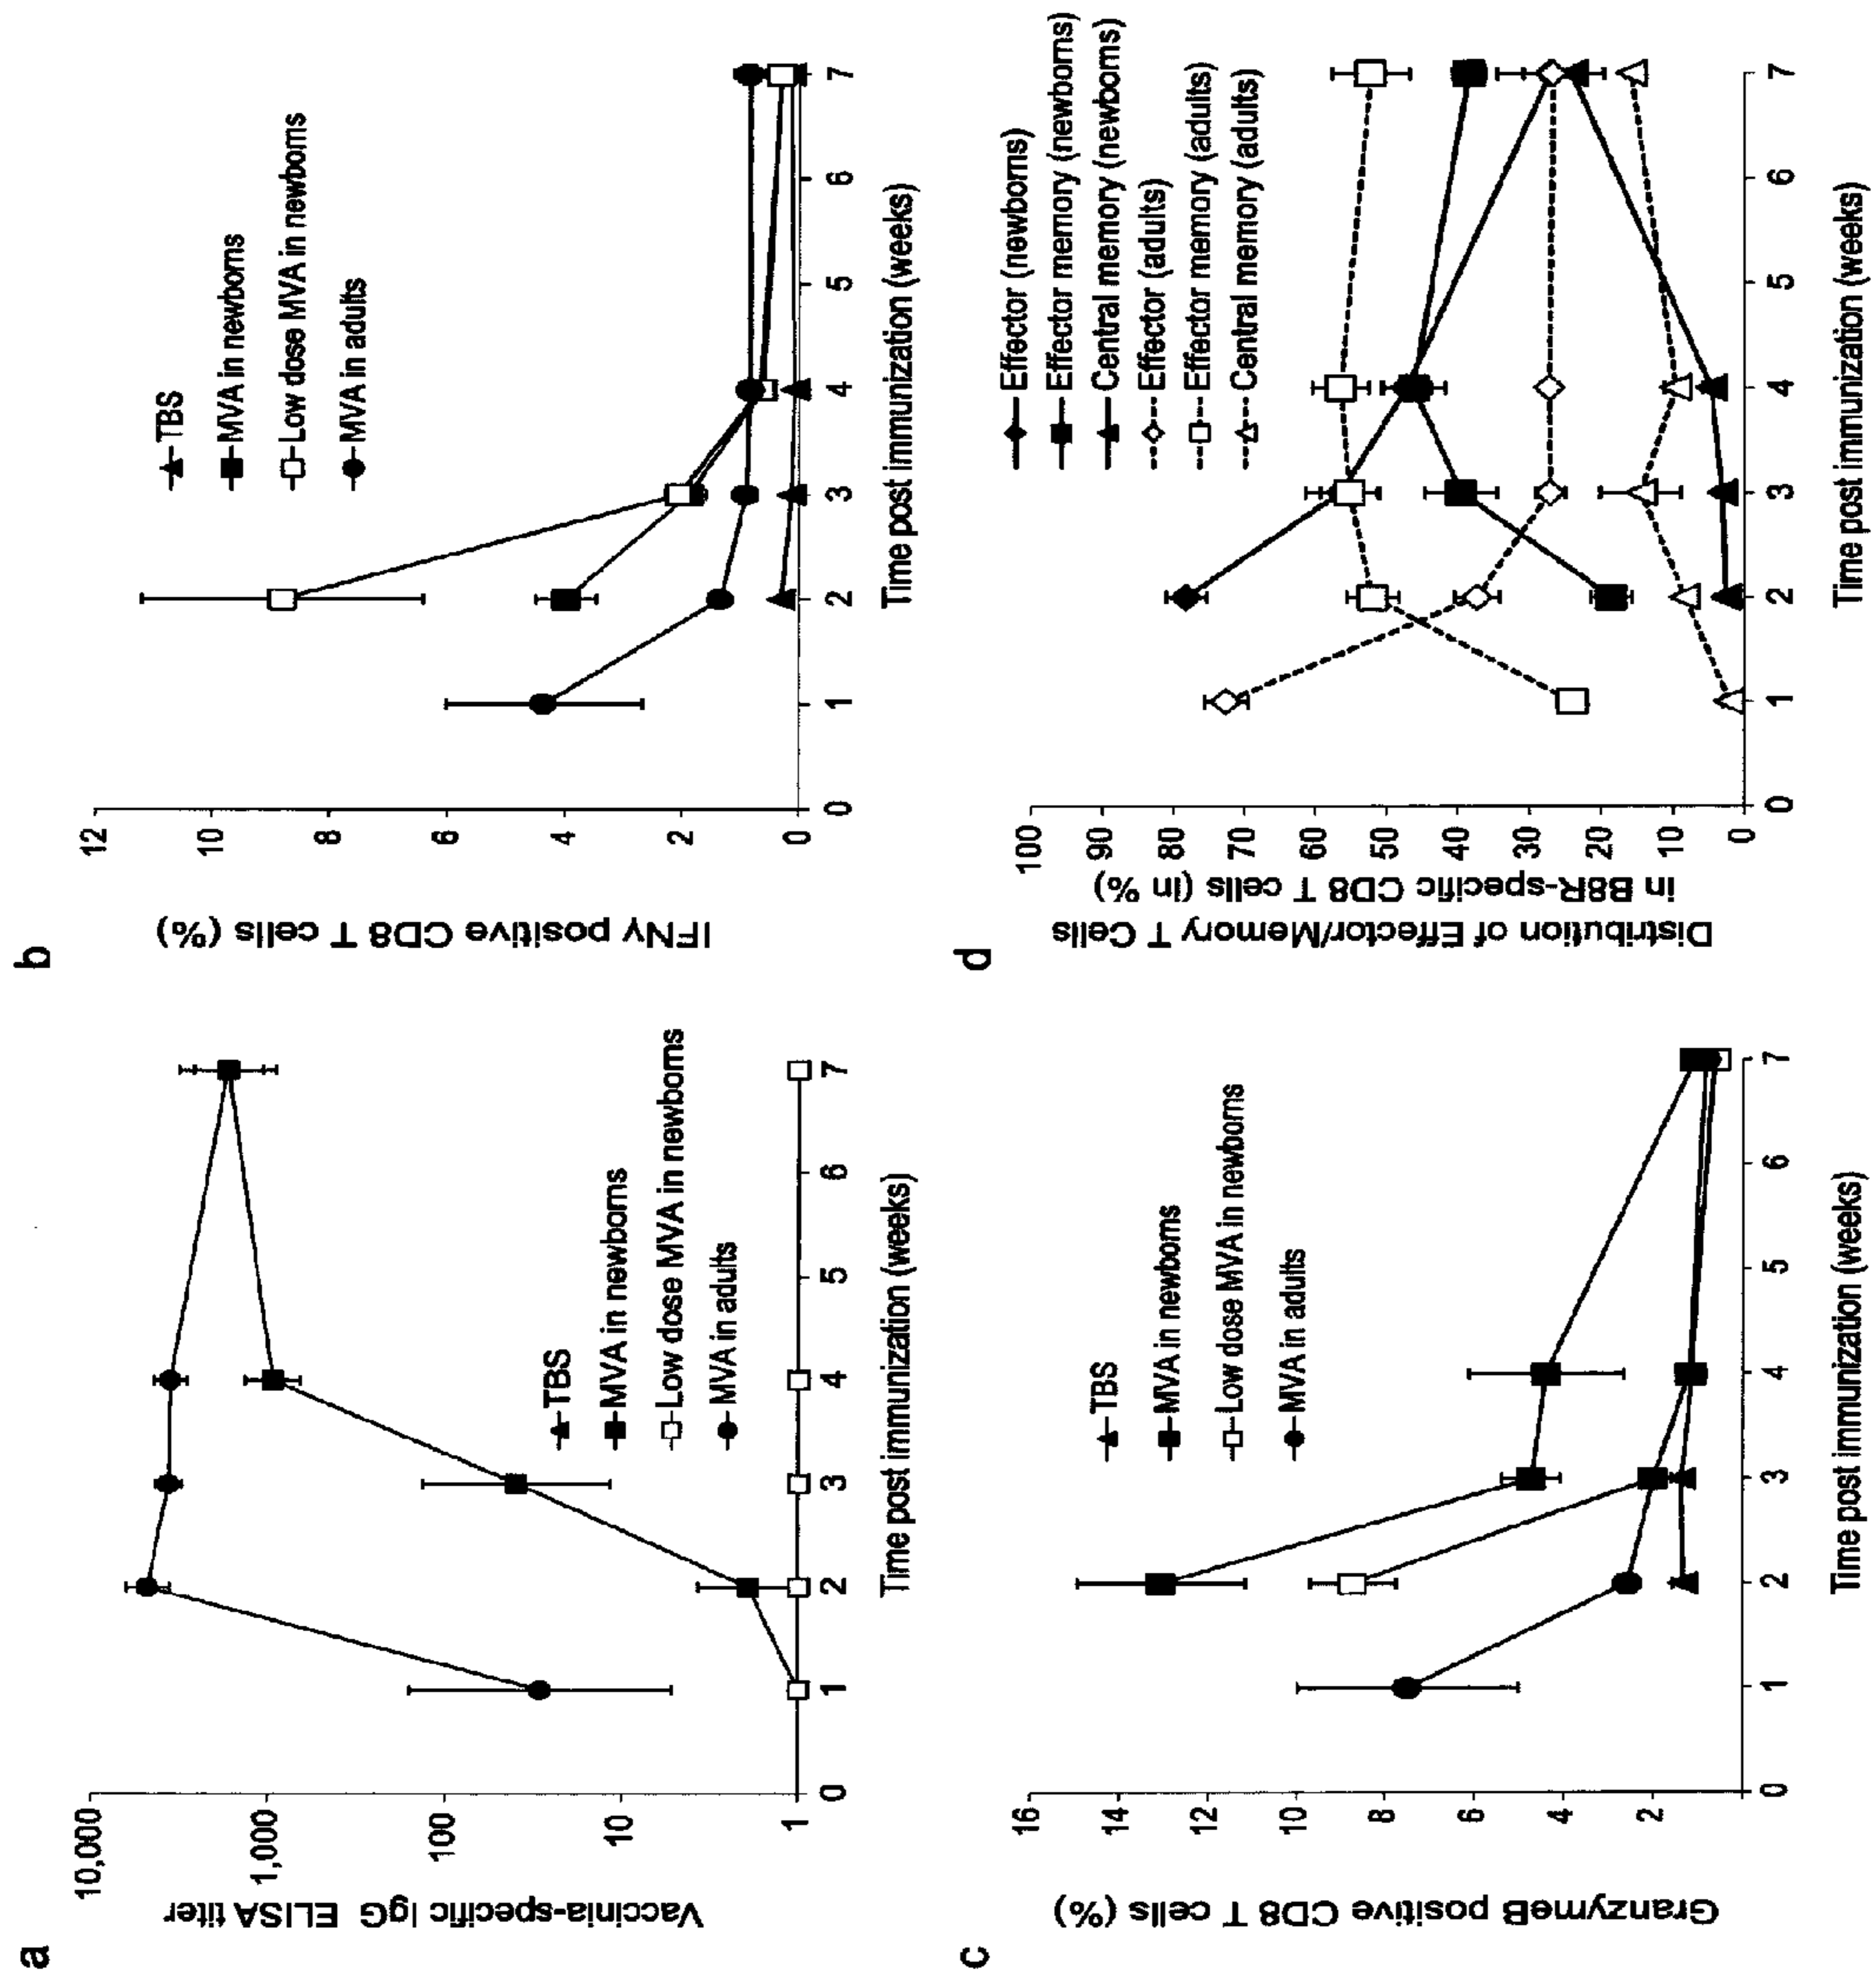 a
Vaccinia-specific IgG ELISA titer
10,000
1,000
100
10
1
0 1 2 3 4 5 6 7
Time post immunization (weeks)
TBS
MVA in newborns
Low dose MVA in newborns
MVA in adults
b
IFNγ positive CD8 T cells (%)
12
10
8
6
4
2
0
0 1 2 3 4 5 6 7
Time post immunization (weeks)
TBS
MVA in newborns
Low dose MVA in newborns
MVA in adults
c
GranzymeB positive CD8 T cells (%)
16
14
12
10
8
6
4
2
0 1 2 3 4 5 6 7
Time post immunization (weeks)
TBS
MVA in newborns
Low dose MVA in newborns
MVA in adults
d
Distribution of Effector/Memory T Cells
in B8R-specific CD8 T cells (in %)
100
90
80
70
60
50
40
30
20
10
0
0 1 2 3 4 5 6 7
Time post immunization (weeks)
Effector (newborns)
Effector memory (newborns)
Central memory (newborns)
Effector (adults)
Effector memory (adults)
Central memory (adults)